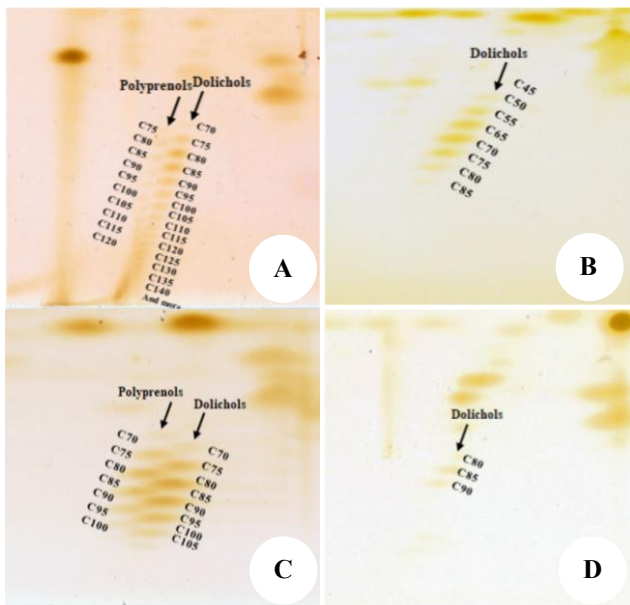 Polyprenols
Dolichols
C75
C80
C85
C90
C95
C100
C105
C110
C115
C120
C70
C75
C80
C85
C90
C95
C100
C105
C110
C115
C120
C125
C130
C135
C140
And more
A
Dolichols
C45
C50
C55
C65
C70
C75
C80
C85
B
Polyprenols
Dolichols
C70
C75
C80
C85
C90
C95
C100
C70
C75
C80
C85
C90
C95
C100
C105
C
Dolichols
C80
C85
C90
D